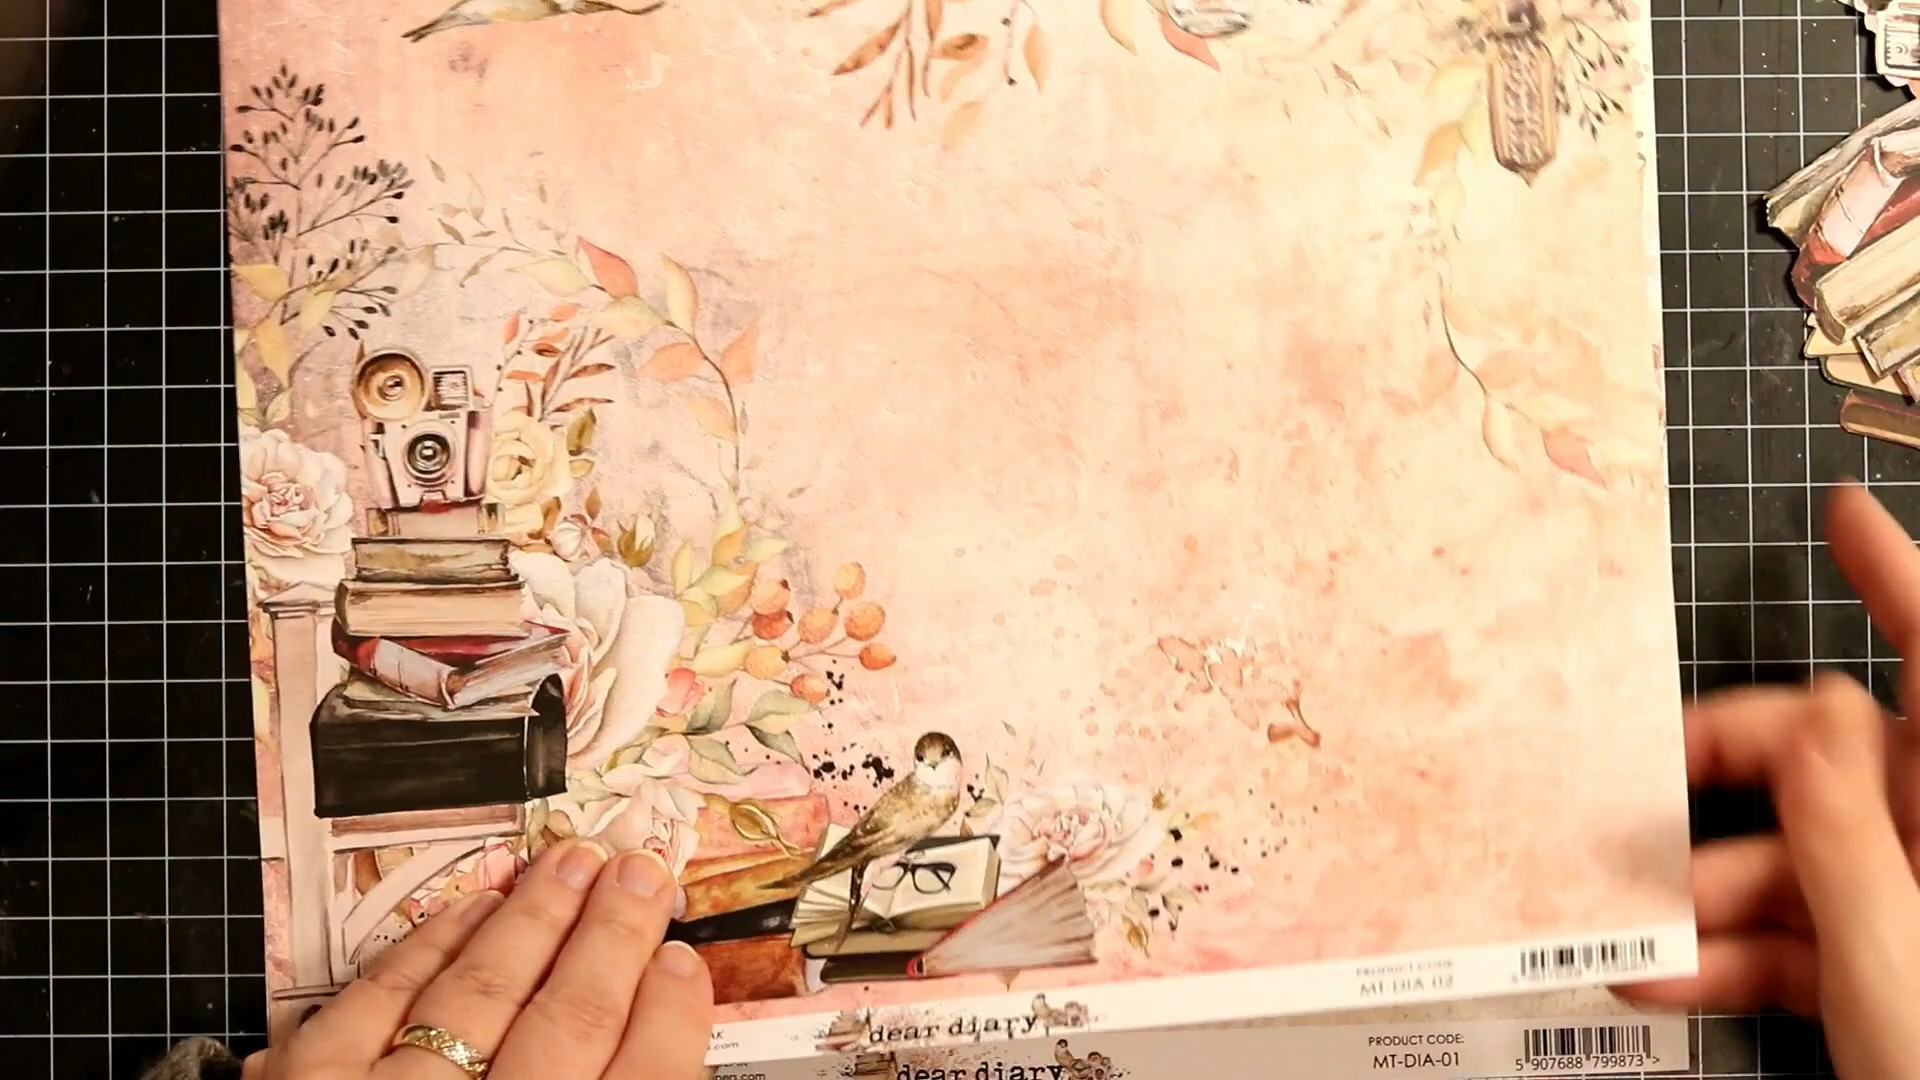 PRODUCT CODE:
MT-DIA-02
dear diary
PRODUCT CODE:
MT-DIA-01
5 907688 799873 >
dear diary